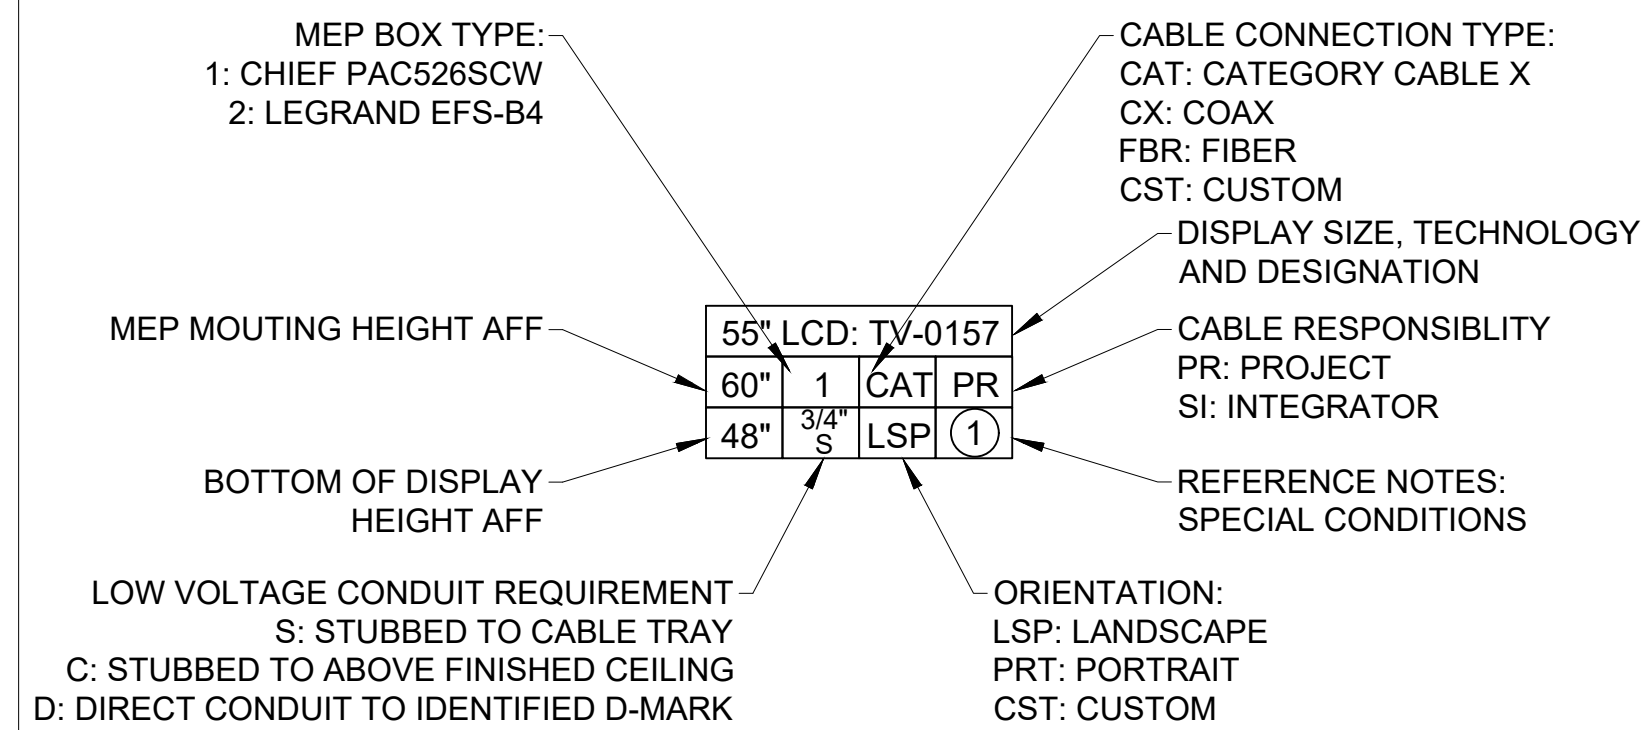 MEP BOX TYPE:
1: CHIEF PAC526SCW
2: LEGRAND EFS-B4
CABLE CONNECTION TYPE:
CAT: CATEGORY CABLE X
CX: COAX
FBR: FIBER
CST: CUSTOM
DISPLAY SIZE, TECHNOLOGY
AND DESIGNATION
MEP MOUTING HEIGHT AFF
55" LCD: TV-0157
60" 1 CAT PR
48" 3/4" S LSP 1
CABLE RESPONSIBLITY
PR: PROJECT
SI: INTEGRATOR
BOTTOM OF DISPLAY
HEIGHT AFF
REFERENCE NOTES:
SPECIAL CONDITIONS
LOW VOLTAGE CONDUIT REQUIREMENT
S: STUBBED TO CABLE TRAY
C: STUBBED TO ABOVE FINISHED CEILING
D: DIRECT CONDUIT TO IDENTIFIED D-MARK
ORIENTATION:
LSP: LANDSCAPE
PRT: PORTRAIT
CST: CUSTOM